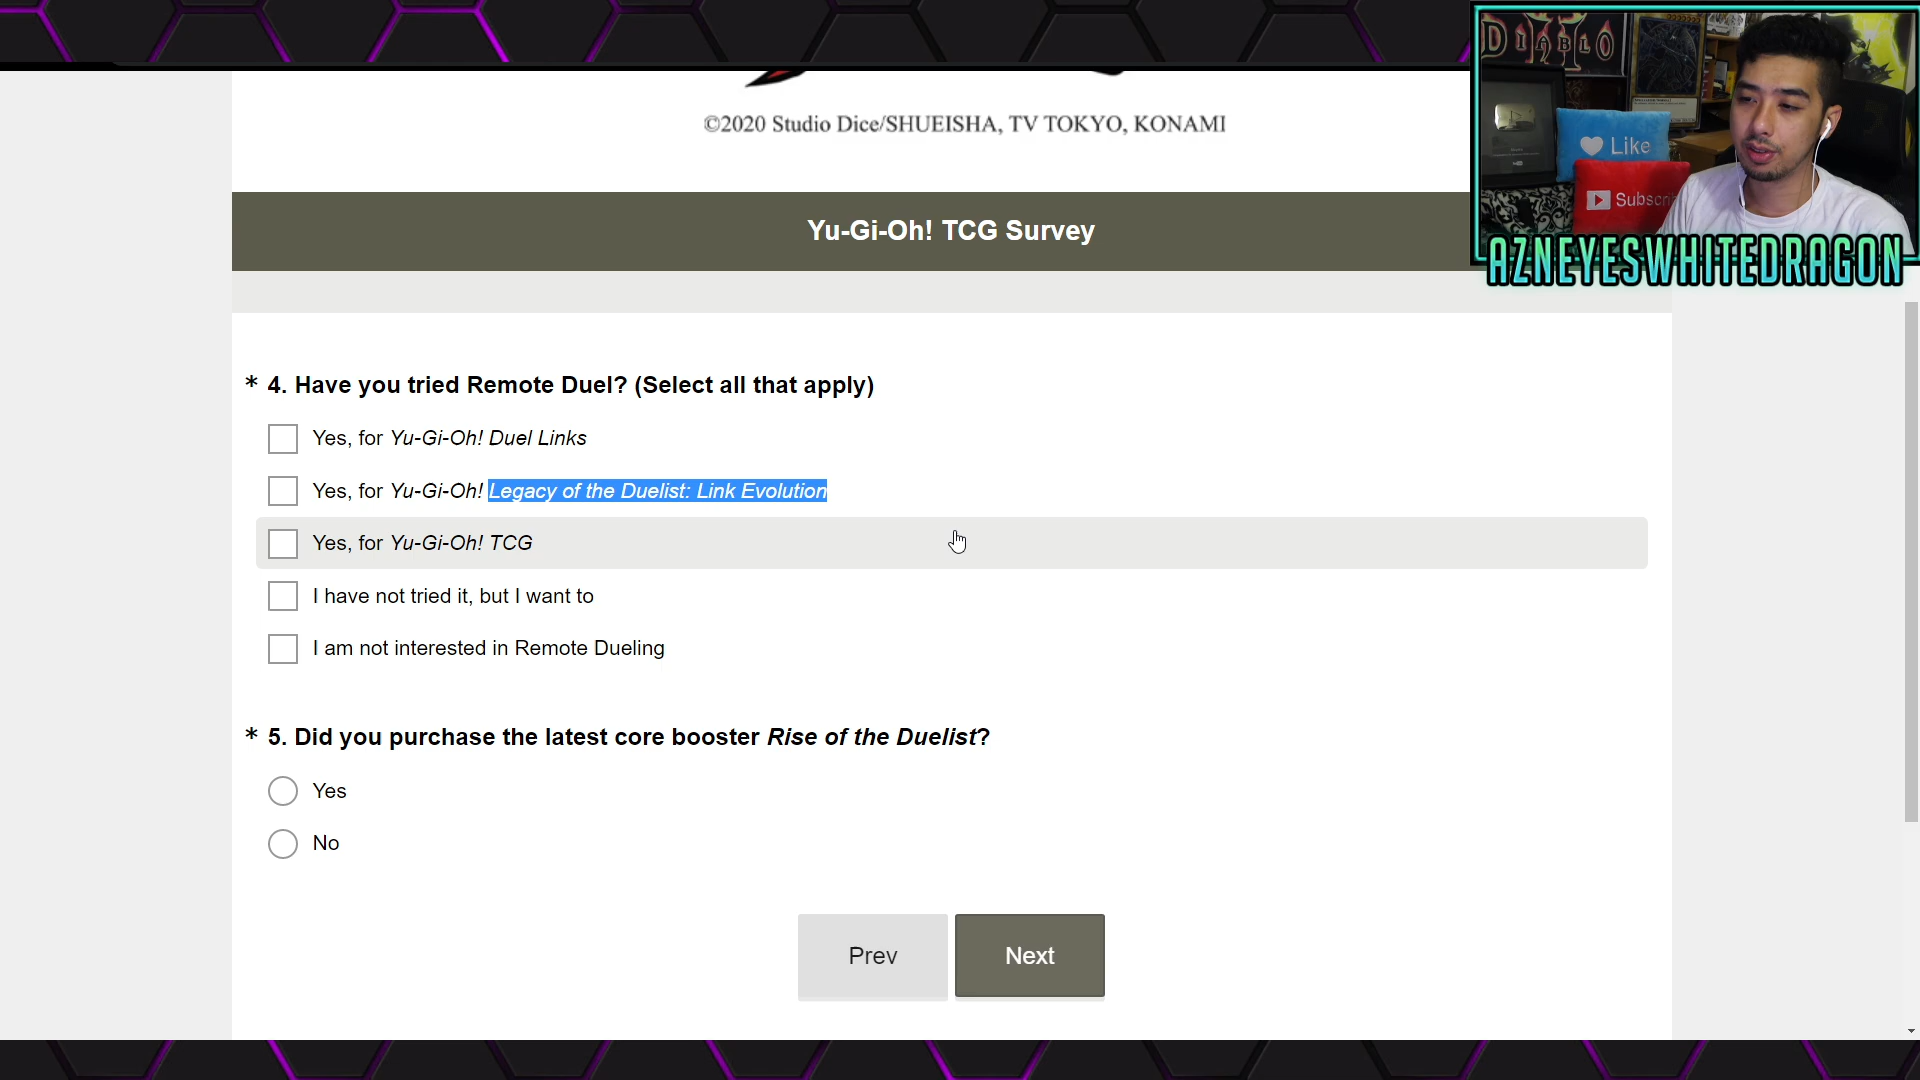 ©2020 Studio Dice/SHUEISHA, TV TOKYO, KONAMI
Yu-Gi-Oh! TCG Survey
DIABLO
Like
Subscri
AZNEYESWHITEDRAGON
* 4. Have you tried Remote Duel? (Select all that apply)
Yes, for Yu-Gi-Oh! Duel Links
Yes, for Yu-Gi-Oh! Legacy of the Duelist: Link Evolution
Yes, for Yu-Gi-Oh! TCG
I have not tried it, but I want to
I am not interested in Remote Dueling
* 5. Did you purchase the latest core booster Rise of the Duelist?
Yes
No
Prev
Next